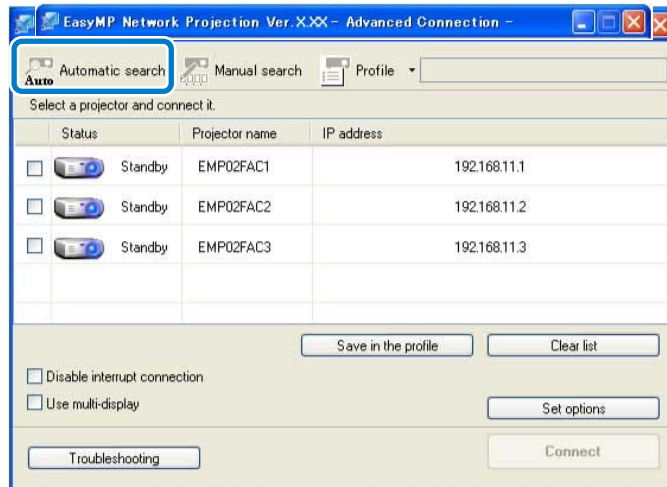 EasyMP Network Projection Ver.X.XX - Advanced Connection -
Auto Automatic search Manual search Profile
Select a projector and connect it.
Status Projector name IP address
Standby EMP02FAC1 192.168.11.1
Standby EMP02FAC2 192.168.11.2
Standby EMP02FAC3 192.168.11.3
Save in the profile Clear list
Disable interrupt connection
Use multi-display
Set options
Troubleshooting Connect